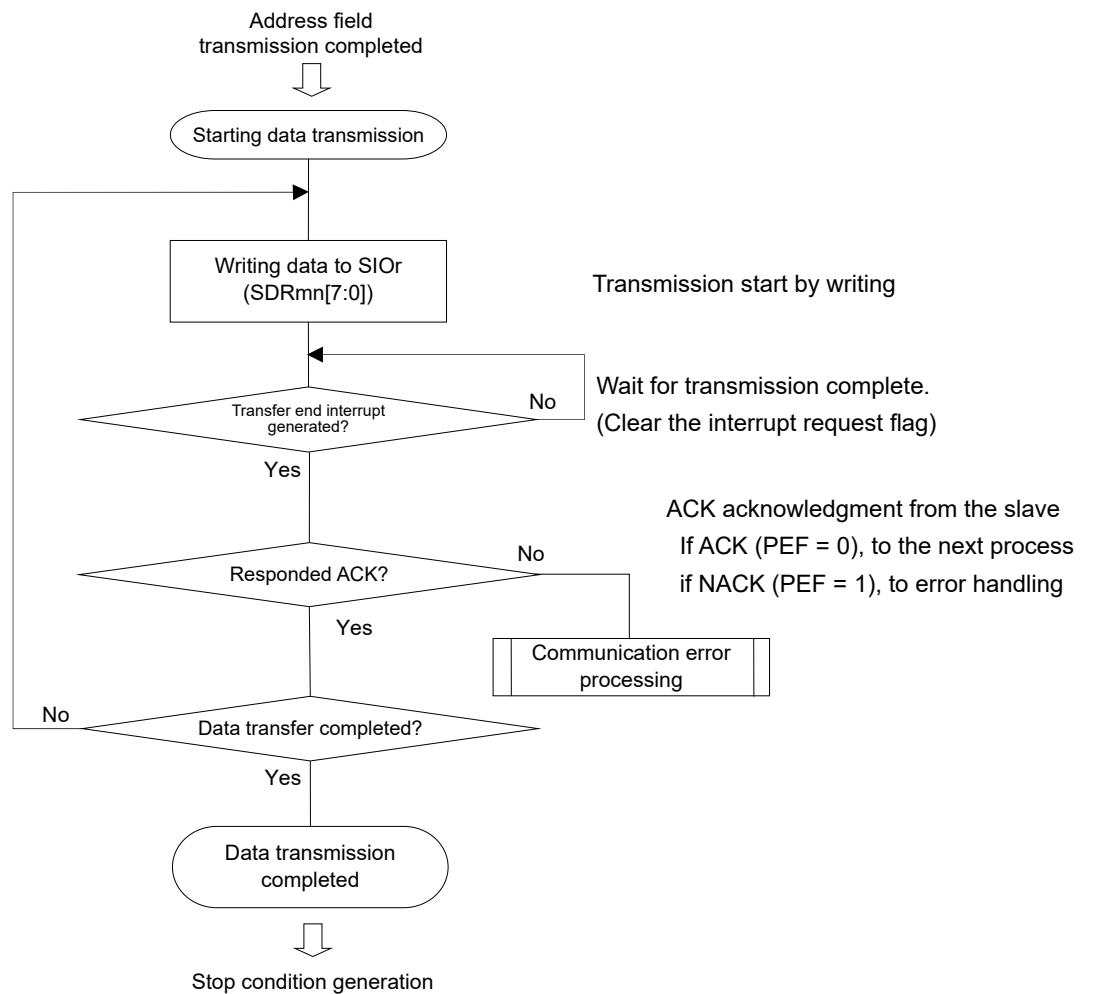 Address field
transmission completed
Starting data transmission
Writing data to SIOr
(SDRmn[7:0])
Transmission start by writing
Transfer end interrupt
generated?
No
Wait for transmission complete.
(Clear the interrupt request flag)
Yes
ACK acknowledgment from the slave
If ACK (PEF = 0), to the next process
if NACK (PEF = 1), to error handling
No
Responded ACK?
Yes
Communication error
processing
No
Data transfer completed?
Yes
Data transmission
completed
Stop condition generation